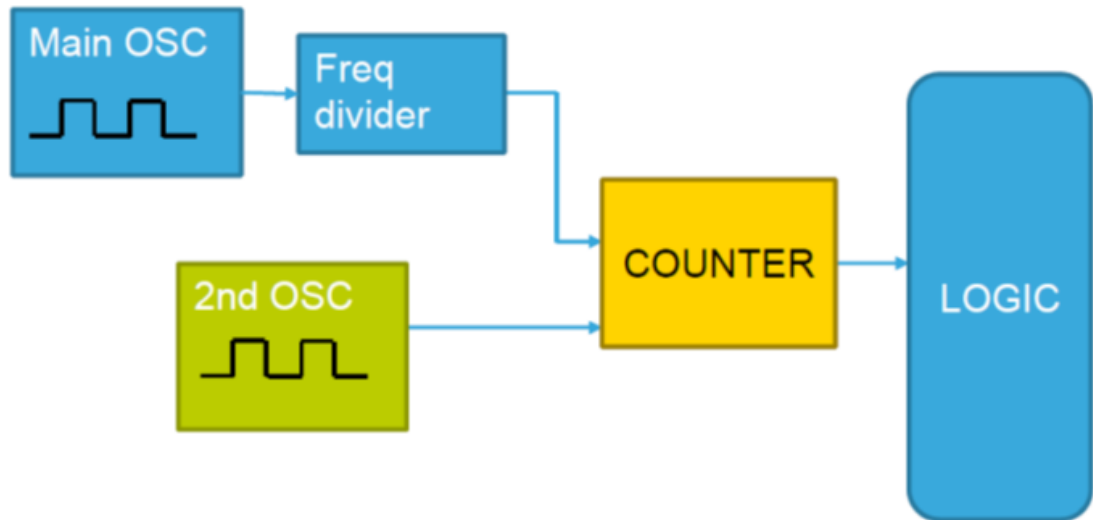 Main OSC
Freq
divider
2nd OSC
COUNTER
LOGIC